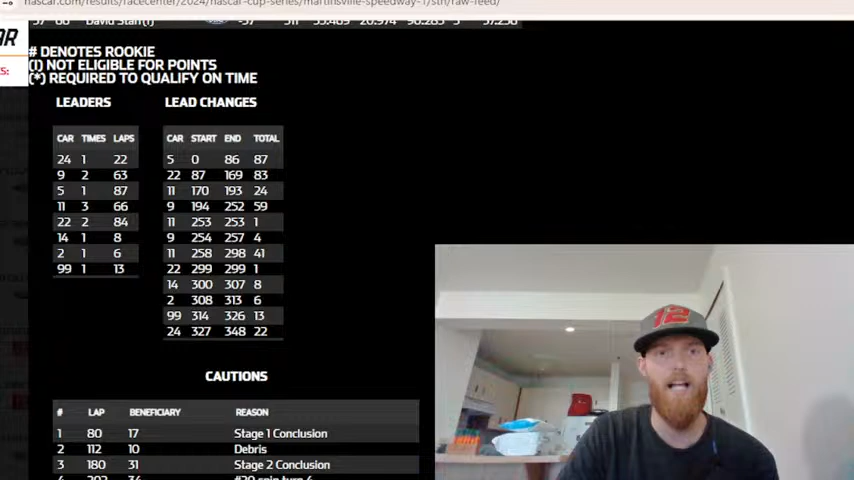 nascar.com/results/racecenter/2024/nascar-cup-series/martinsville-speedway-1/stn/raw-feed/
# DENOTES ROOKIE
(I) NOT ELIGIBLE FOR POINTS
(*) REQUIRED TO QUALIFY ON TIME
LEADERS LEAD CHANGES
CAR TIMES LAPS CAR START END TOTAL
24 1 22 5 0 86 87
9 2 63 22 87 169 83
5 1 87 11 170 193 24
11 3 66 9 194 252 59
22 2 84 11 253 253 1
14 1 8 9 254 257 4
2 1 6 11 258 298 41
99 1 13 22 299 299 1
14 300 307 8
2 308 313 6
99 314 326 13
24 327 348 22
CAUTIONS
# LAP BENEFICIARY REASON
1 80 17 Stage 1 Conclusion
2 112 10 Debris
3 180 31 Stage 2 Conclusion
12